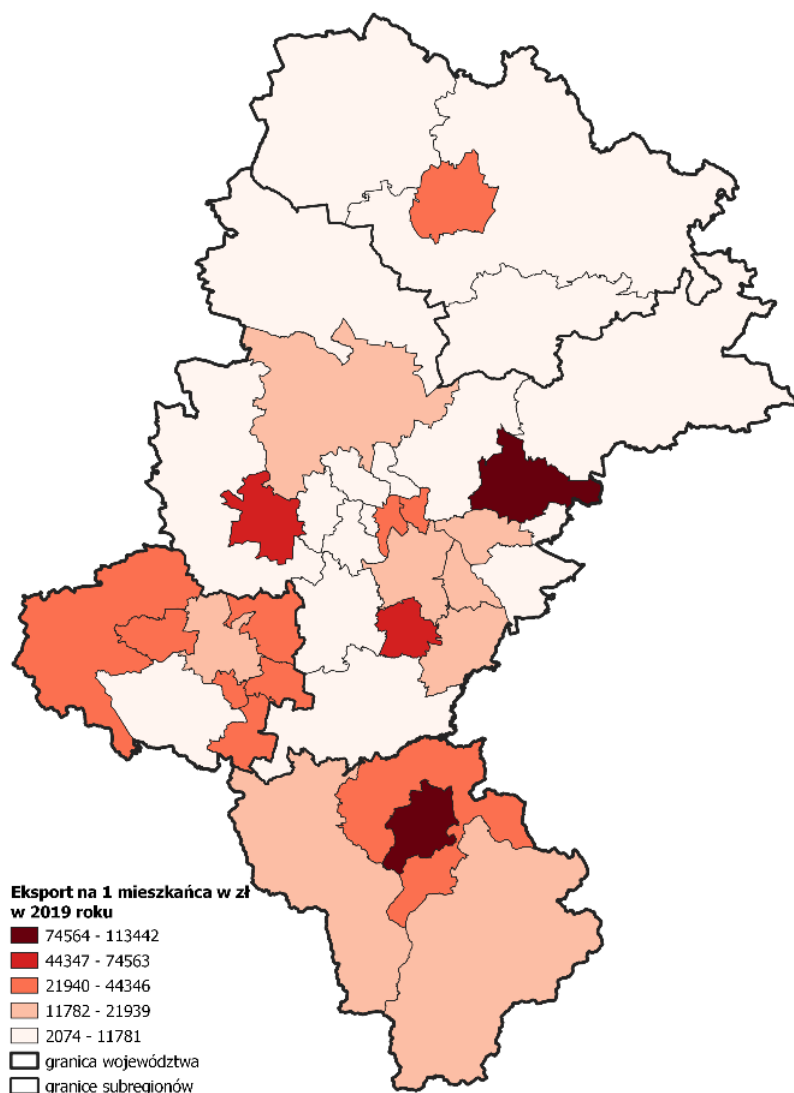 Eksport na 1 mieszkańca w zł
w 2019 roku
74564 - 113442
44347 - 74563
21940 - 44346
11782 - 21939
2074 - 11781
granica województwa
granice subregionów